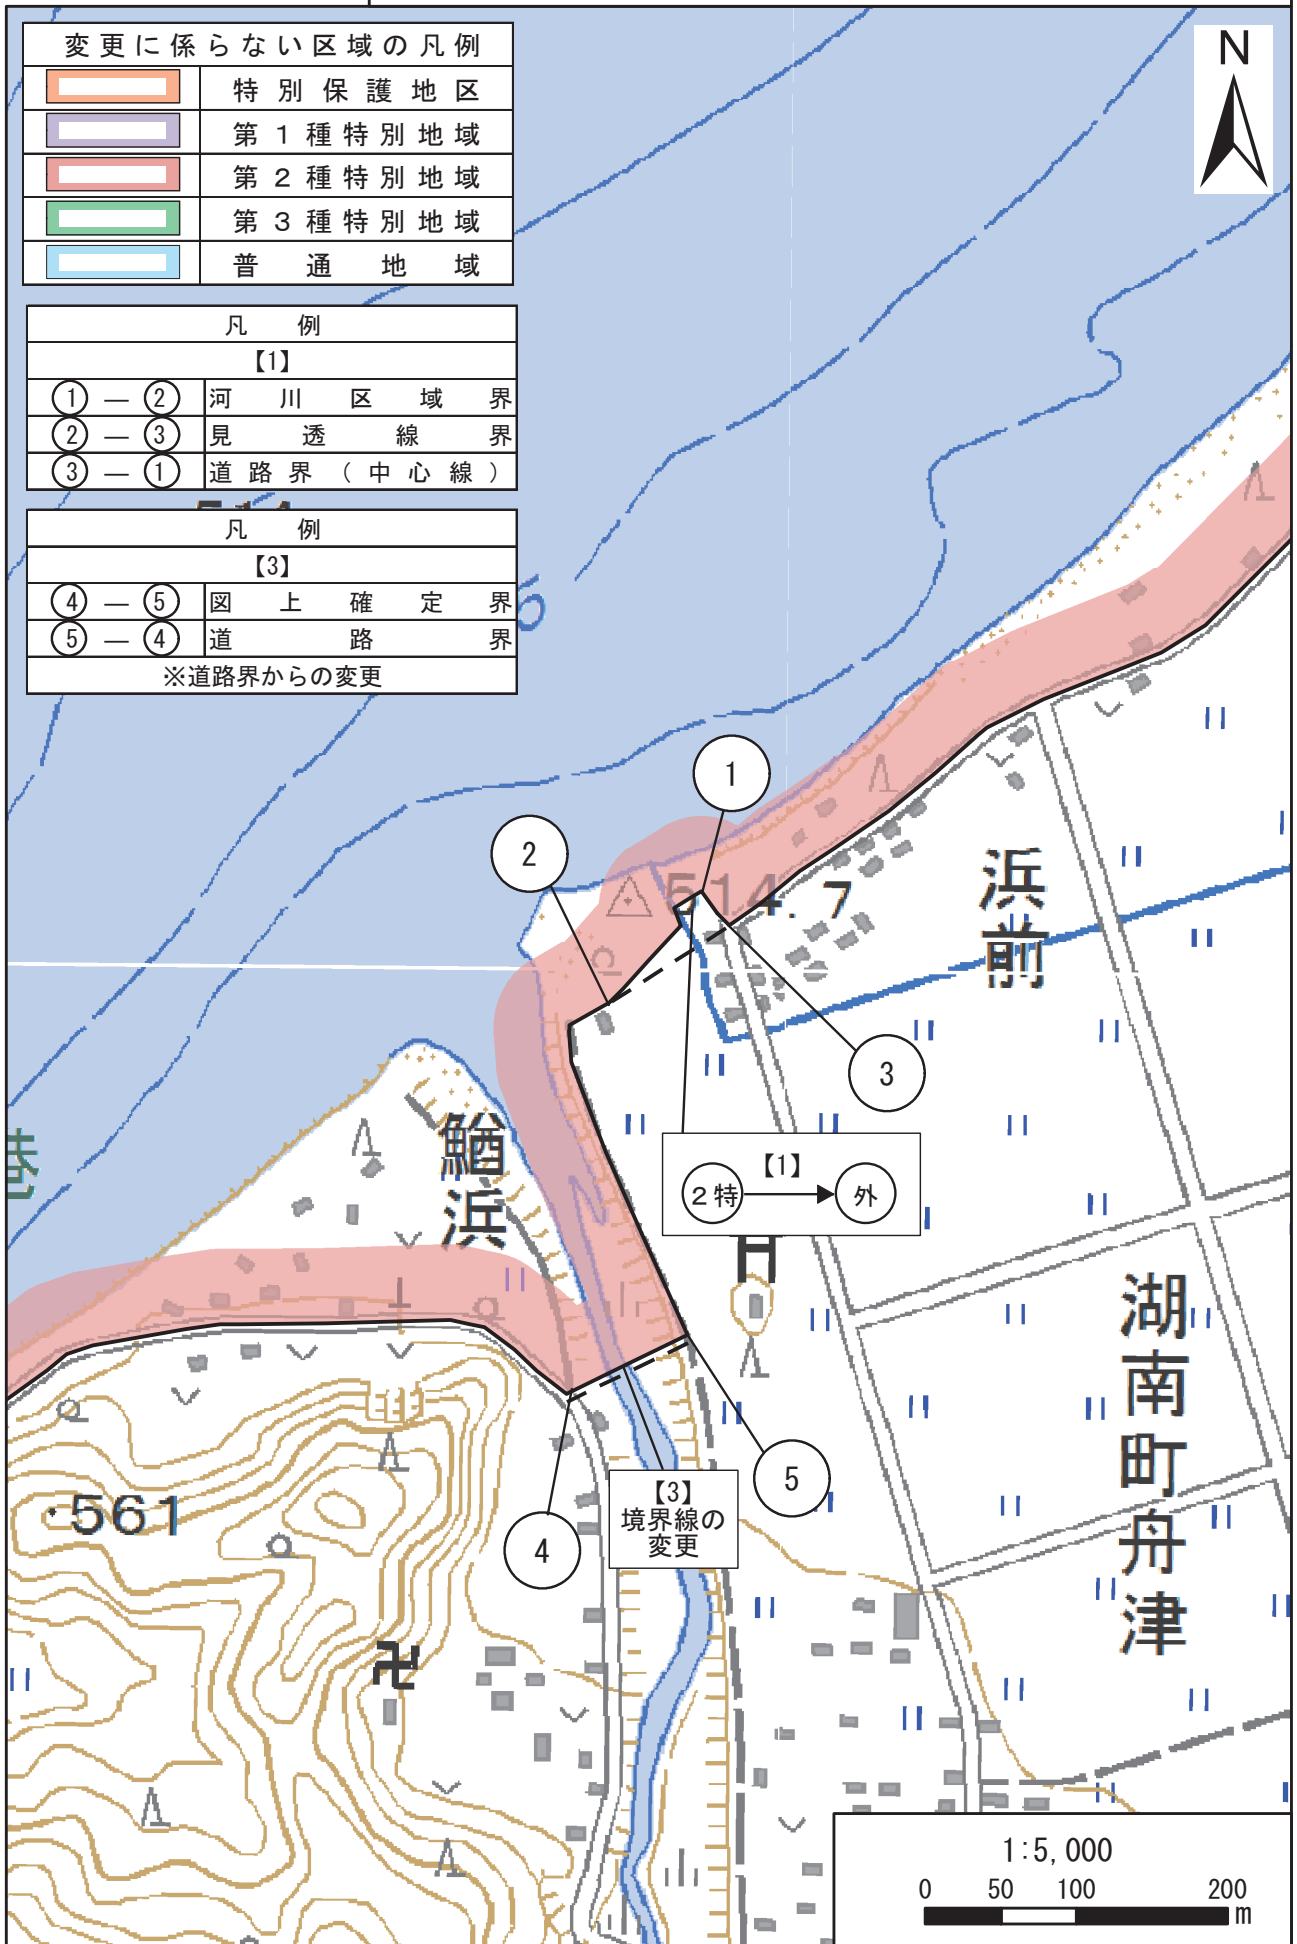 変更に係らない区域の凡例
特別保護地区
第１種特別地域
第２種特別地域
第３種特別地域
普通地域
凡例
【1】
① ― ② 河川区域界
② ― ③ 見透線界
③ ― ① 道路界（中心線）
凡例
【3】
④ ― ⑤ 図上確定界
⑤ ― ④ 道路界
※道路界からの変更
N
5
1
2
514.7
浜前
3
鰌浜
【1】
2特
外
湖南町舟津
561
5
4
【3】
境界線の
変更
1:5,000
0 50 100 200
m